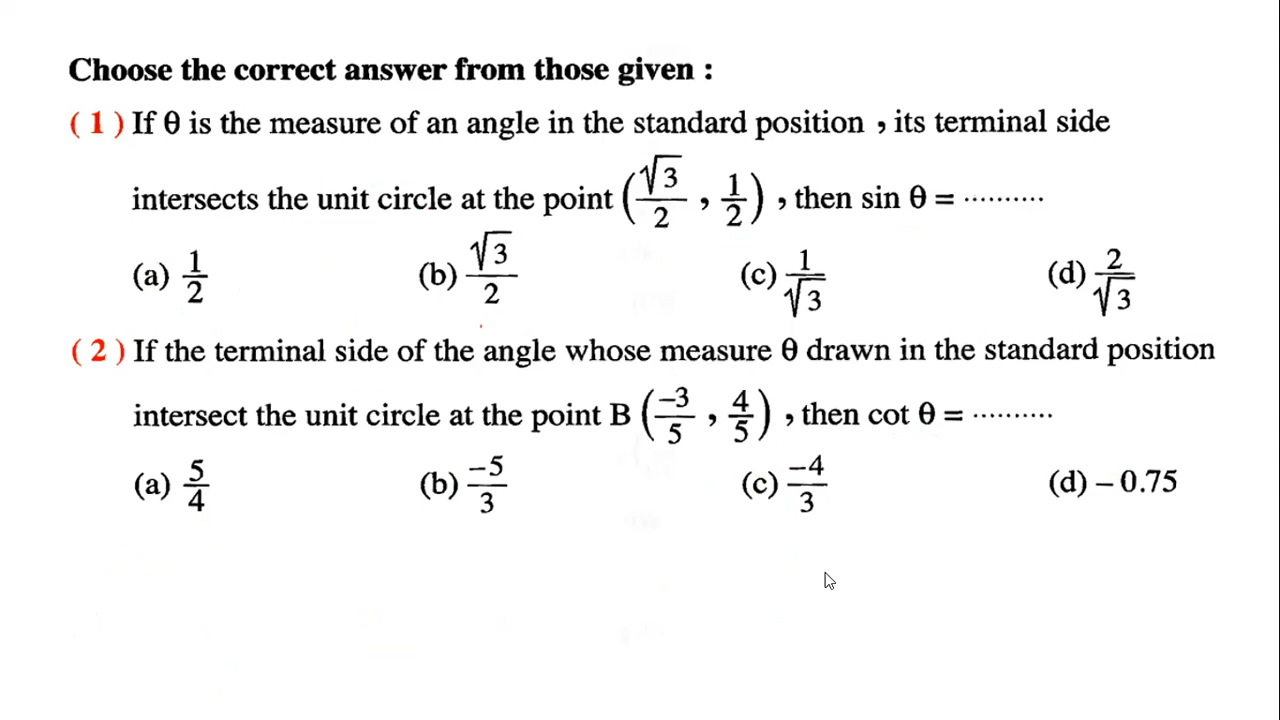 Choose the correct answer from those given :
( 1 ) If θ is the measure of an angle in the standard position , its terminal side
intersects the unit circle at the point (√3/2 , 1/2) , then sin θ = ··········
(a) 1/2 (b) √3/2 (c) 1/√3 (d) 2/√3
( 2 ) If the terminal side of the angle whose measure θ drawn in the standard position
intersect the unit circle at the point B (−3/5 , 4/5) , then cot θ = ··········
(a) 5/4 (b) −5/3 (c) −4/3 (d) – 0.75